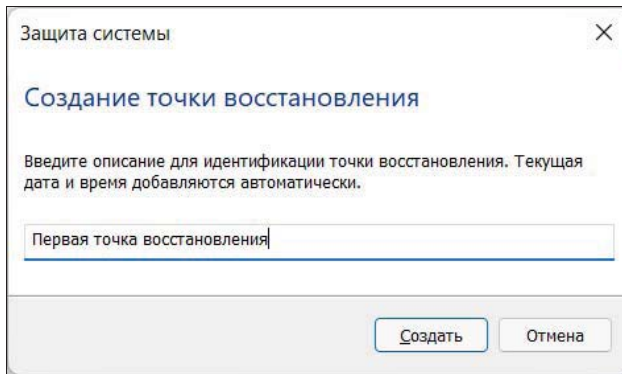 Защита системы
Создание точки восстановления
Введите описание для идентификации точки восстановления. Текущая
дата и время добавляются автоматически.
Первая точка восстановления
Создать Отмена